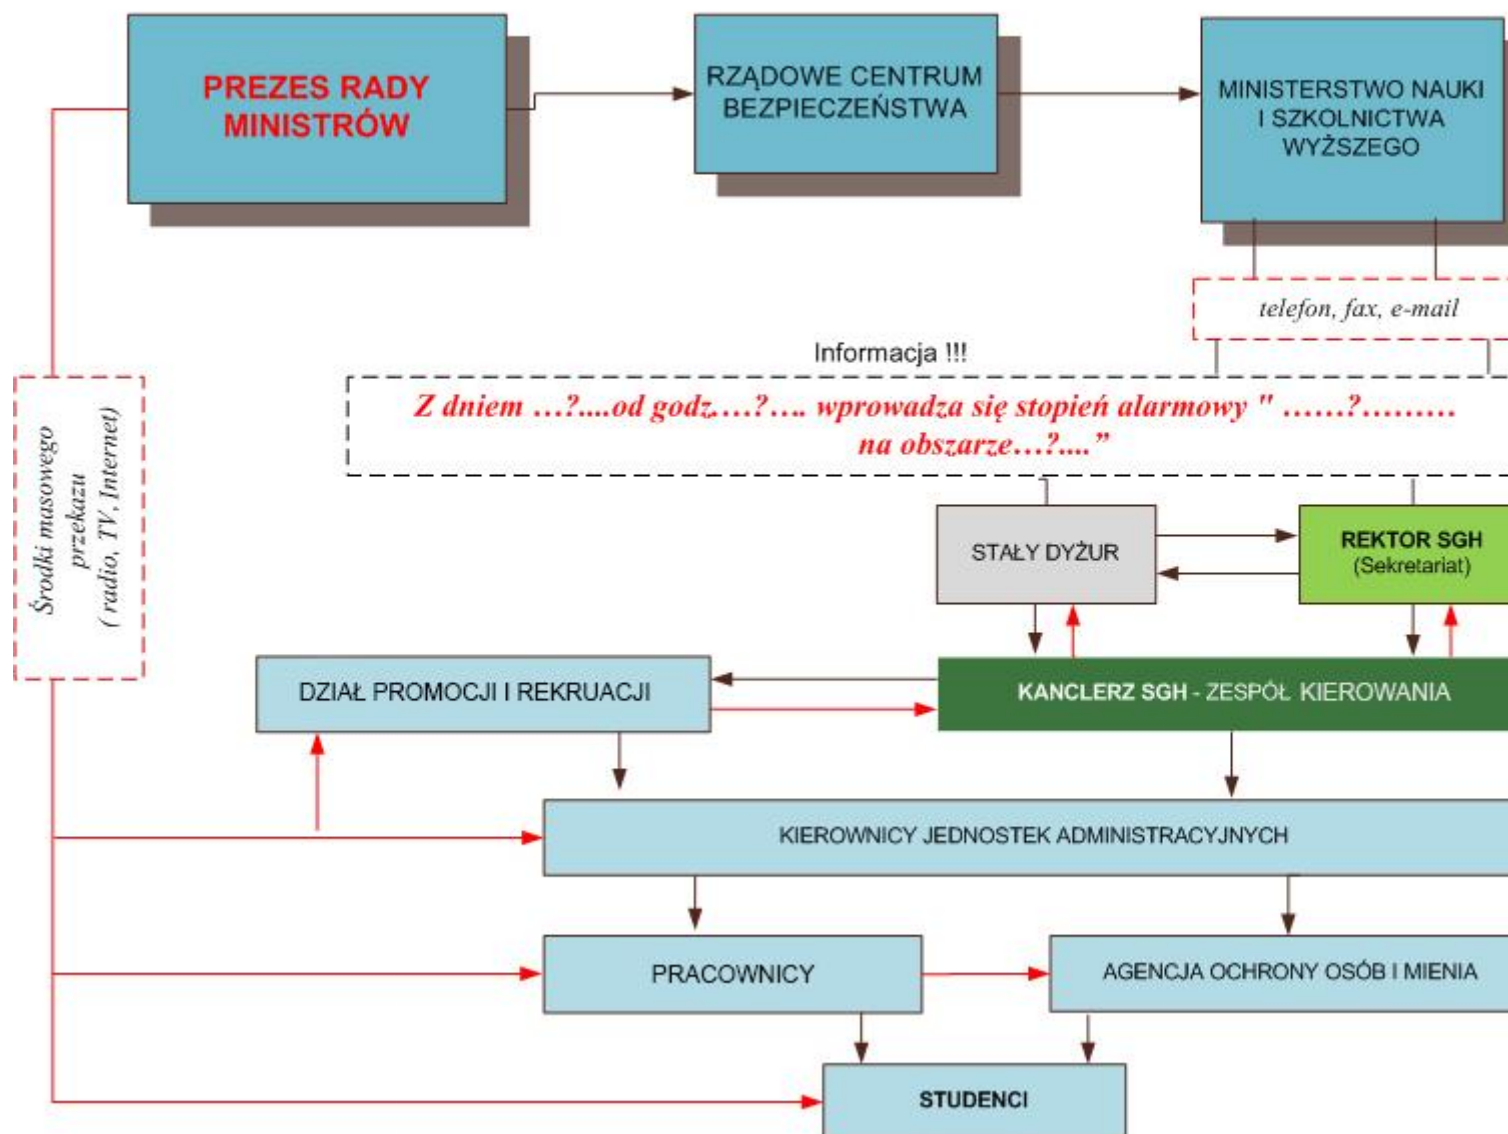 PREZES RADY
MINISTRÓW
RZĄDOWE CENTRUM
BEZPIECZEŃSTWA
MINISTERSTWO NAUKI
I SZKOLNICTWA
WYŻSZEGO
telefon, fax, e-mail
Informacja !!!
Z dniem …?....od godz.…?…. wprowadza się stopień alarmowy " ……?………
na obszarze…?....”
Środki masowego
przekazu
( radio, TV, Internet)
STAŁY DYŻUR
REKTOR SGH
(Sekretariat)
DZIAŁ PROMOCJI I REKRUACJI
KANCLERZ SGH - ZESPÓŁ KIEROWANIA
KIEROWNICY JEDNOSTEK ADMINISTRACYJNYCH
PRACOWNICY
AGENCJA OCHRONY OSÓB I MIENIA
STUDENCI